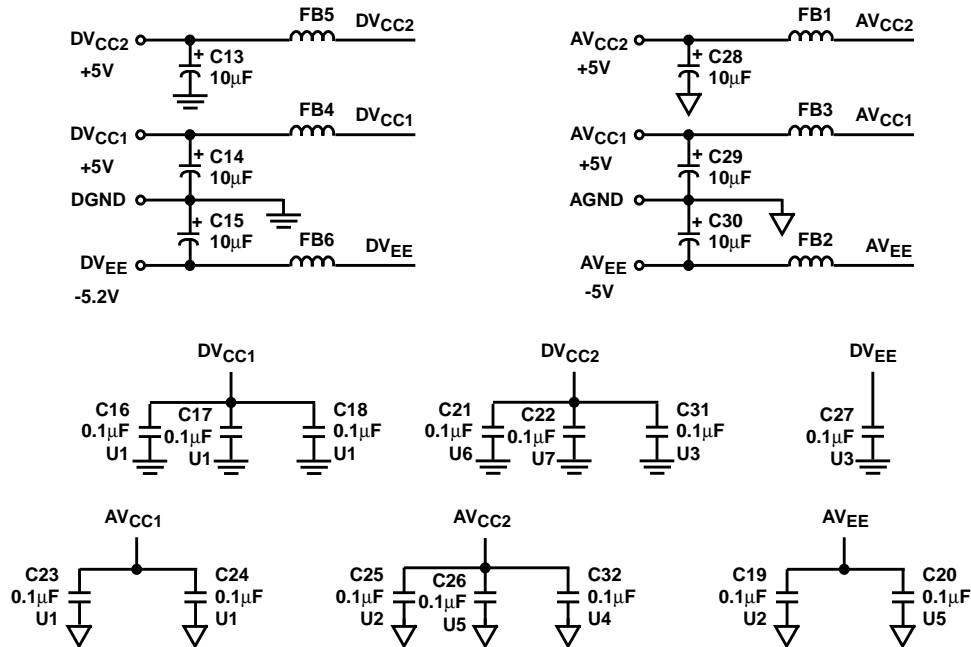 FB5
DVCC2
DVCC2
+5V
+ C13
10μF
FB4
DVCC1
DVCC1
+5V
+ C14
10μF
DGND
+ C15
10μF
FB6
DVEE
DVEE
-5.2V
FB1
AVCC2
AVCC2
+5V
+ C28
10μF
FB3
AVCC1
AVCC1
+5V
+ C29
10μF
AGND
C30
+ 10μF
FB2
AVEE
AVEE
-5V
DVCC1
C16
0.1μF
U1
C17
0.1μF
U1
C18
0.1μF
U1
DVCC2
C21
0.1μF
U6
C22
0.1μF
U7
C31
0.1μF
U3
DVEE
C27
0.1μF
U3
AVCC1
C23
0.1μF
U1
C24
0.1μF
U1
AVCC2
C25
0.1μF
U2
C26
0.1μF
U5
C32
0.1μF
U4
AVEE
C19
0.1μF
U2
C20
0.1μF
U5